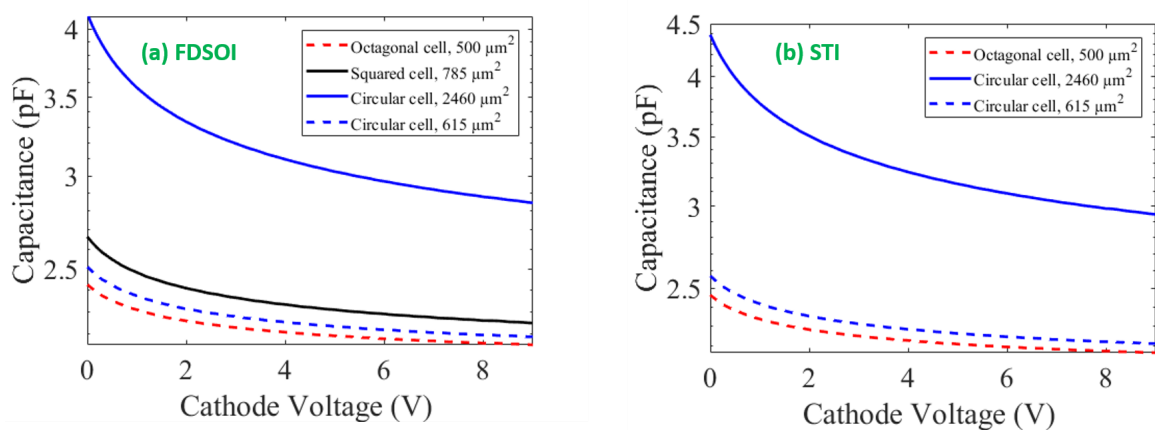 (a) FDSOI
Octagonal cell, 500 µm²
Squared cell, 785 µm²
Circular cell, 2460 µm²
Circular cell, 615 µm²
4
3.5
3
2.5
Capacitance (pF)
0 2 4 6 8
Cathode Voltage (V)
(b) STI
Octagonal cell, 500 µm²
Circular cell, 2460 µm²
Circular cell, 615 µm²
4.5
4
3.5
3
2.5
Capacitance (pF)
0 2 4 6 8
Cathode Voltage (V)